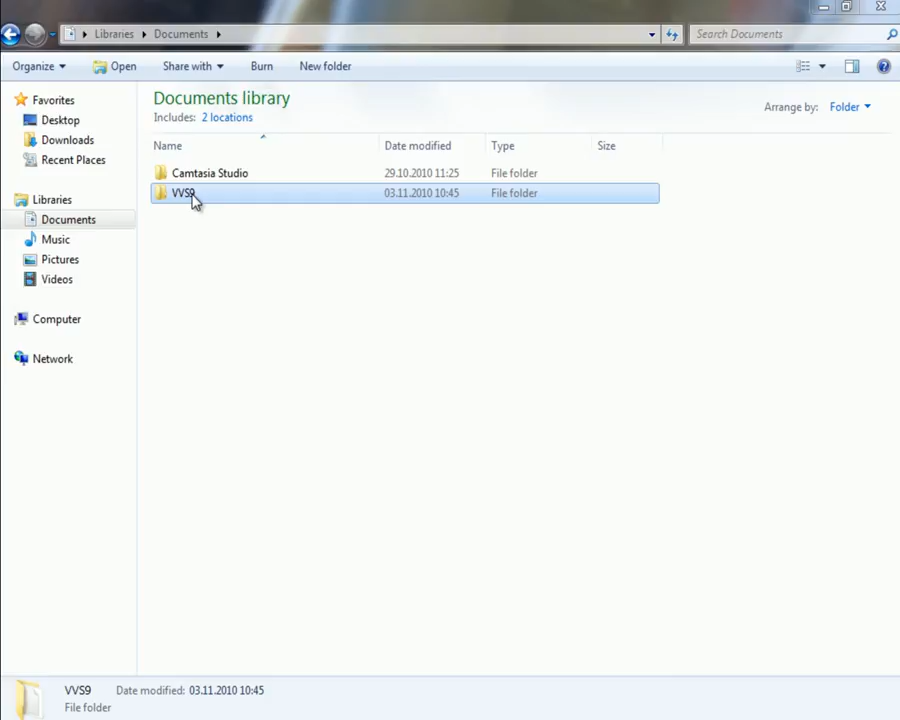 Libraries Documents
Search Documents
Organize Open Share with Burn New folder
Favorites
Desktop
Downloads
Recent Places
Libraries
Documents
Music
Pictures
Videos
Computer
Network
Documents library
Includes: 2 locations
Arrange by: Folder
Name Date modified Type Size
Camtasia Studio 29.10.2010 11:25 File folder
VVS9 03.11.2010 10:45 File folder
VVS9 Date modified: 03.11.2010 10:45
File folder